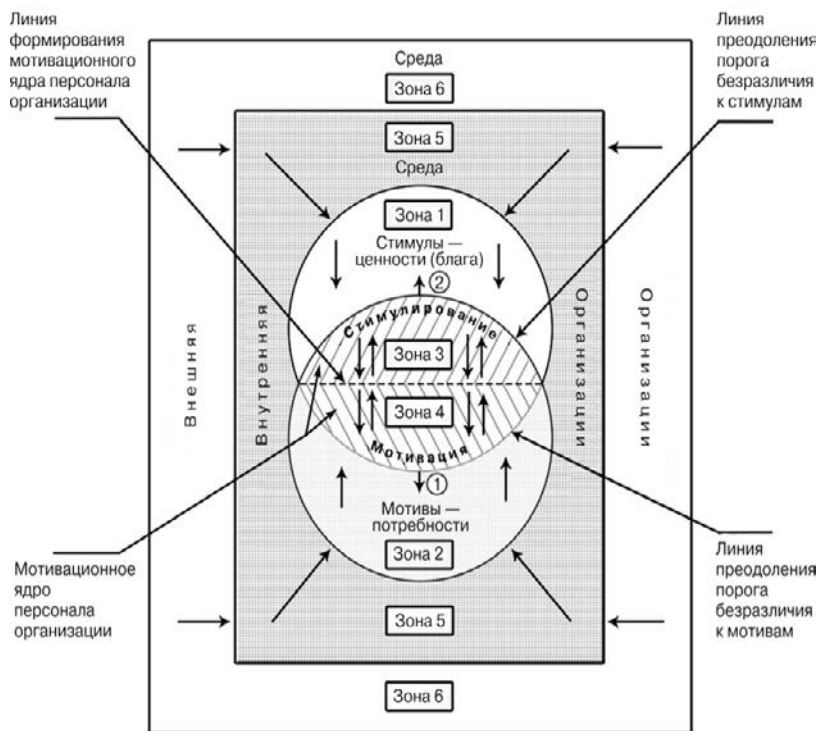 Линия
формирования
мотивационного
ядра персонала
организации
Линия
преодоления
порога
безразличия
к стимулам
Среда
Зона 6
Зона 5
Среда
Зона 1
Стимулы —
ценности (блага)
2
Стимулирование
Зона 3
Зона 4
Мотивация
1
Мотивы —
потребности
Зона 2
Зона 5
Зона 6
Внешняя
Внутренняя
Организации
Организации
Мотивационное
ядро
персонала
организации
Линия
преодоления
порога
безразличия
к мотивам